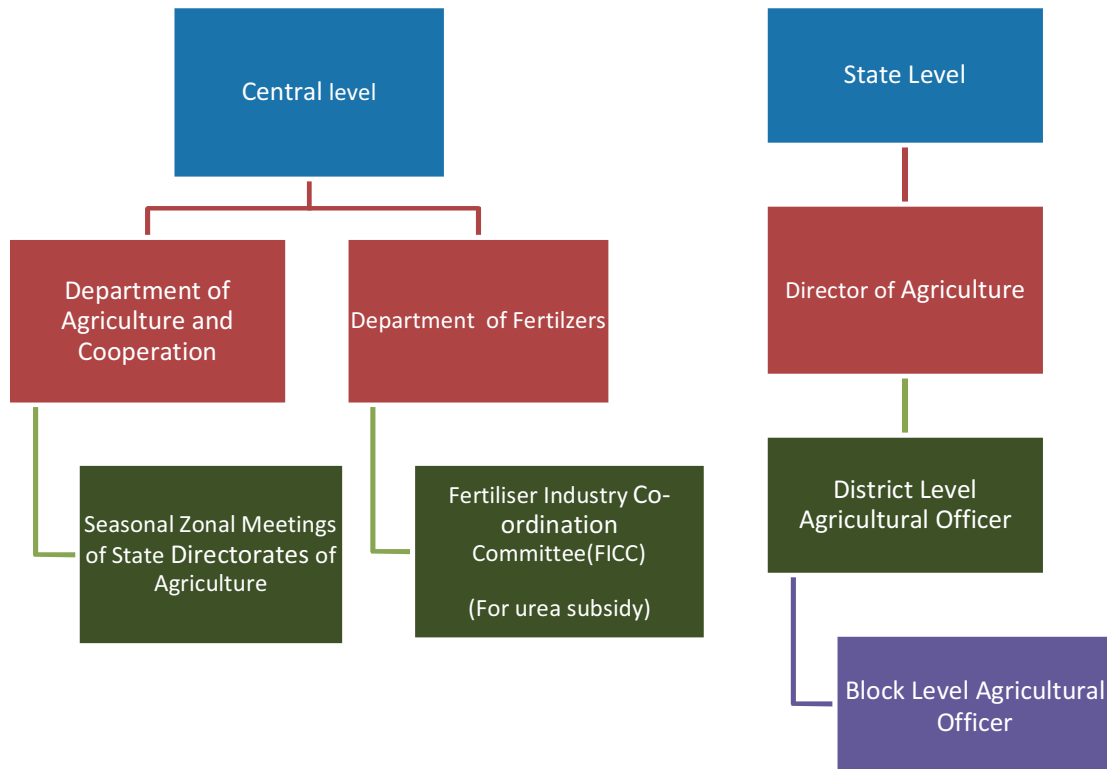 Central level
Department of
Agriculture and
Cooperation
Department of Fertilzers
Seasonal Zonal Meetings
of State Directorates of
Agriculture
Fertiliser Industry Co-
ordination
Committee(FICC)
(For urea subsidy)
State Level
Director of Agriculture
District Level
Agricultural Officer
Block Level Agricultural
Officer